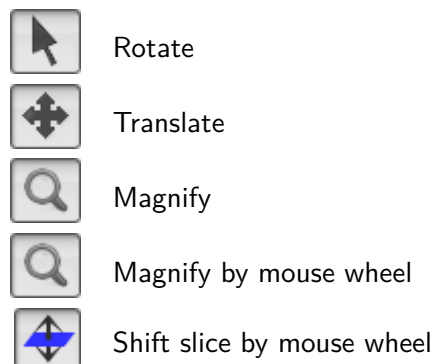 Rotate
Translate
Magnify
Magnify by mouse wheel
Shift slice by mouse wheel